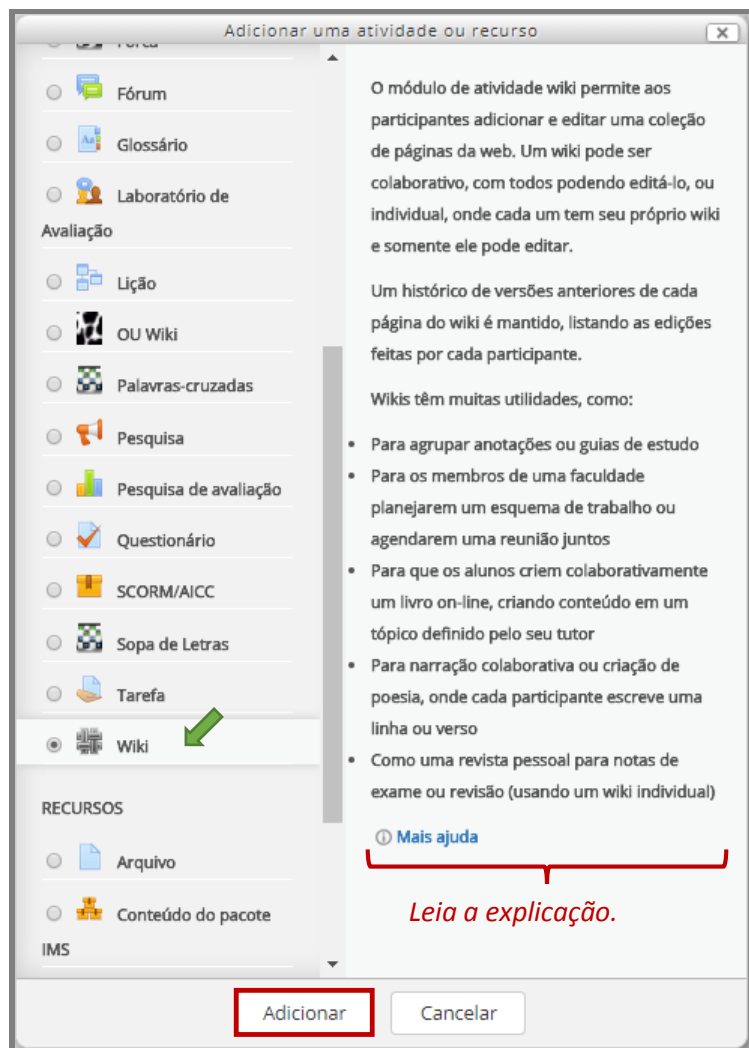 Adicionar uma atividade ou recurso
Fórum
Glossário
Laboratório de
Avaliação
Lição
OU Wiki
Palavras-cruzadas
Pesquisa
Pesquisa de avaliação
Questionário
SCORM/AICC
Sopa de Letras
Tarefa
Wiki
RECURSOS
Arquivo
Conteúdo do pacote
IMS
O módulo de atividade wiki permite aos
participantes adicionar e editar uma coleção
de páginas da web. Um wiki pode ser
colaborativo, com todos podendo editá-lo, ou
individual, onde cada um tem seu próprio wiki
e somente ele pode editar.
Um histórico de versões anteriores de cada
página do wiki é mantido, listando as edições
feitas por cada participante.
Wikis têm muitas utilidades, como:
• Para agrupar anotações ou guias de estudo
• Para os membros de uma faculdade
planejarem um esquema de trabalho ou
agendarem uma reunião juntos
• Para que os alunos criem colaborativamente
um livro on-line, criando conteúdo em um
tópico definido pelo seu tutor
• Para narração colaborativa ou criação de
poesia, onde cada participante escreve uma
linha ou verso
• Como uma revista pessoal para notas de
exame ou revisão (usando um wiki individual)
Mais ajuda
Leia a explicação.
Adicionar
Cancelar